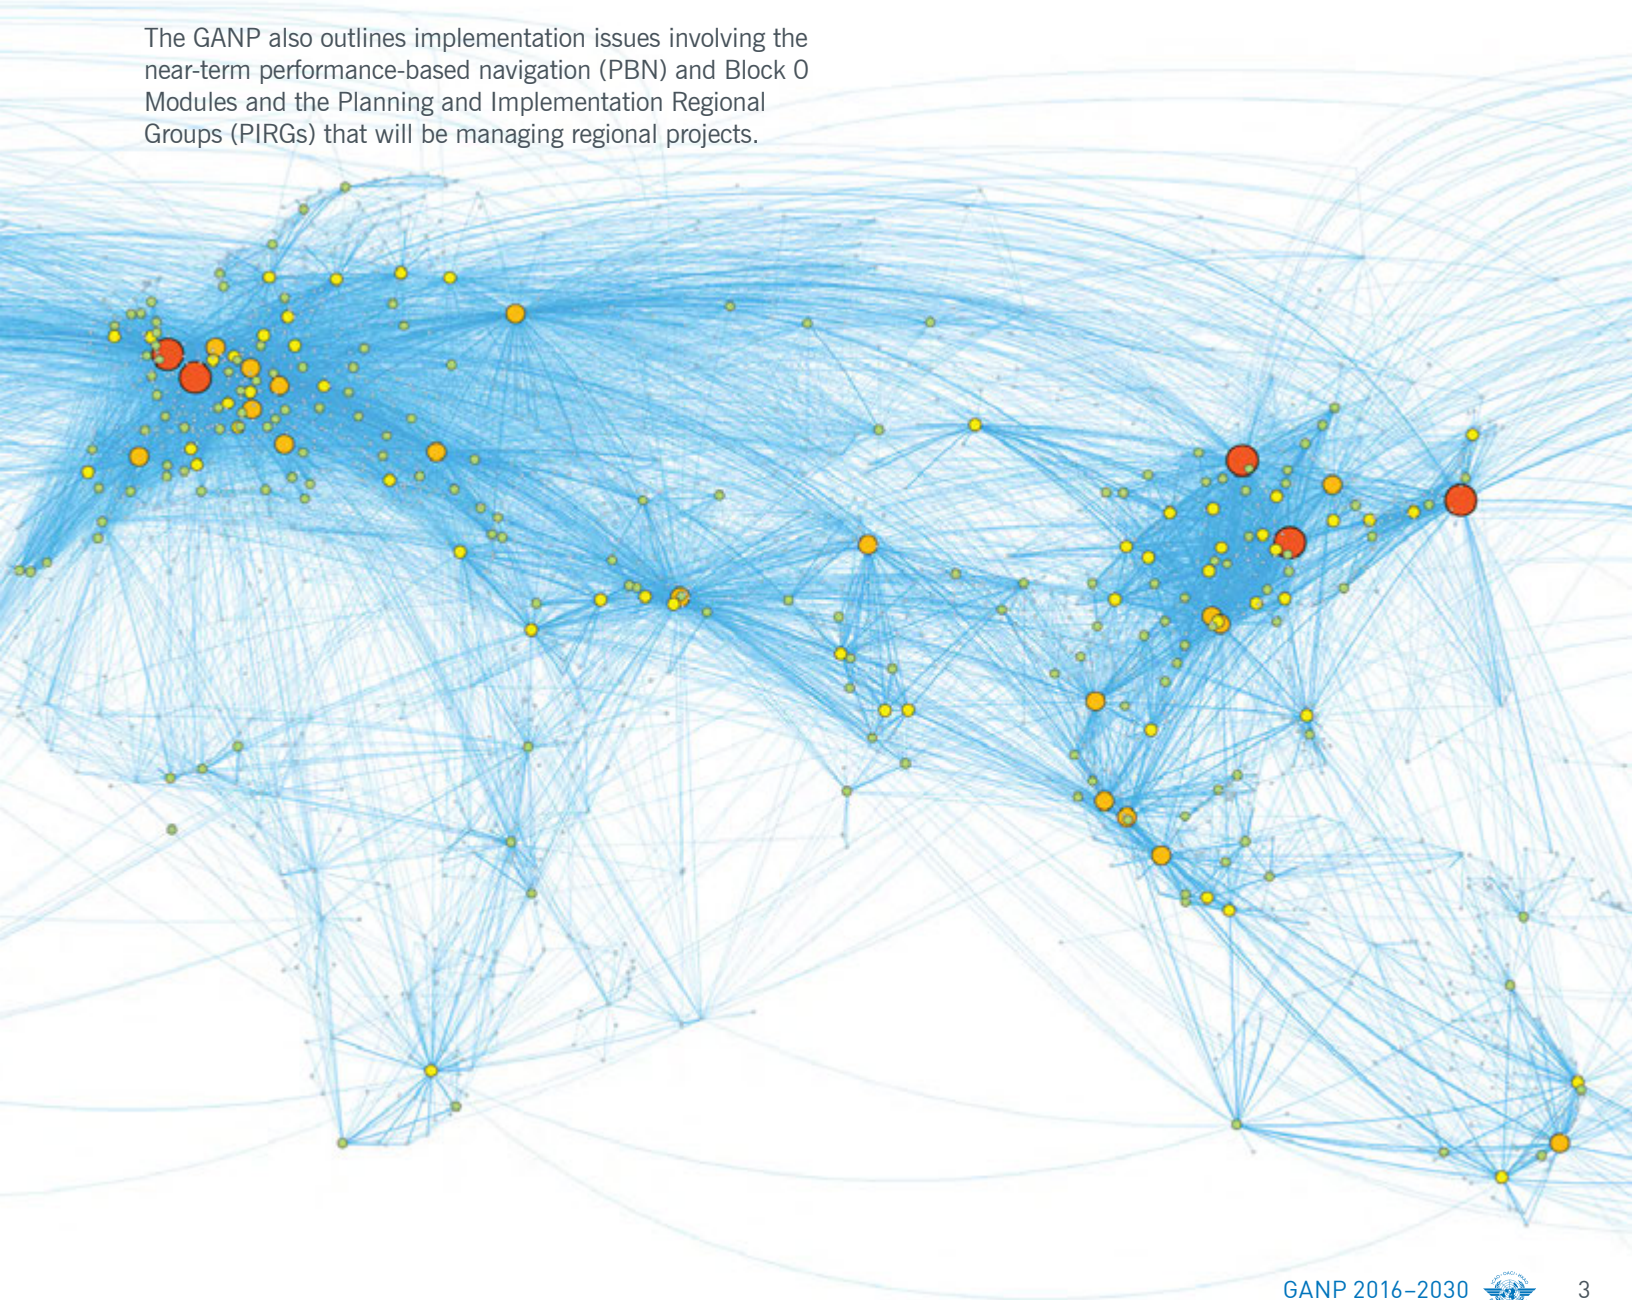 The GANP also outlines implementation issues involving the
near-term performance-based navigation (PBN) and Block 0
Modules and the Planning and Implementation Regional
Groups (PIRGs) that will be managing regional projects.
GANP 2016–2030
3